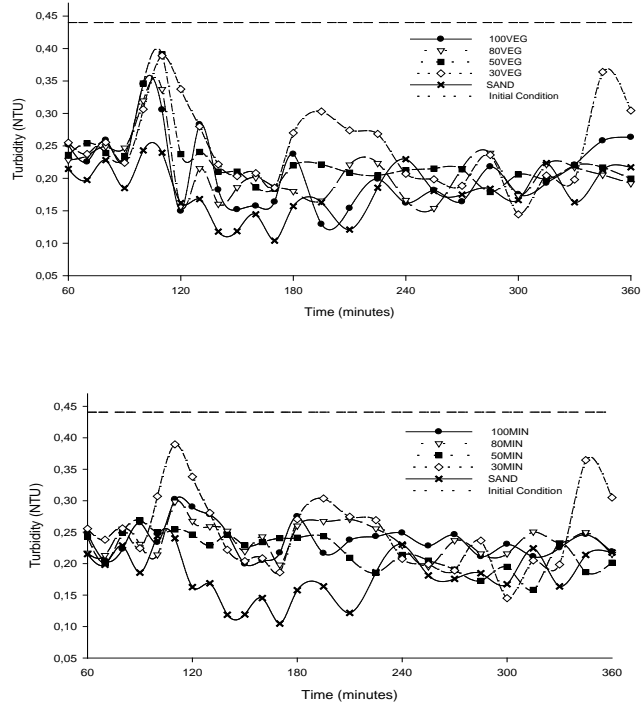 0,45
0,40
0,35
0,30
0,25
0,20
0,15
0,10
0,05
Turbidity (NTU)
100VEG
80VEG
50VEG
30VEG
SAND
Initial Condition
60 120 180 240 300 360
Time (minutes)
0,45
0,40
0,35
0,30
0,25
0,20
0,15
0,10
0,05
Turbidity (NTU)
100MIN
80MIN
50MIN
30MIN
SAND
Initial Condition
60 120 180 240 300 360
Time (minutes)